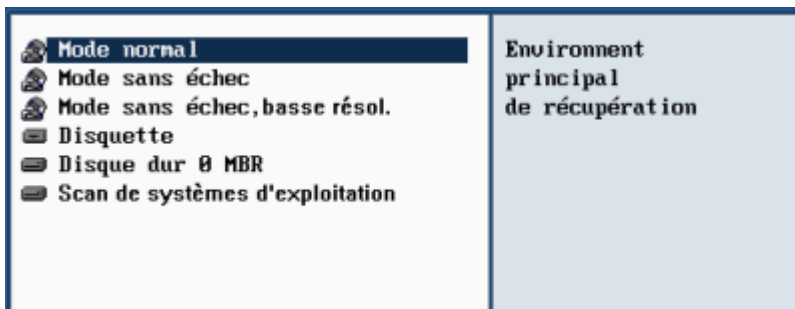 Mode normal
Mode sans échec
Mode sans échec,basse résol.
Disquette
Disque dur 0 MBR
Scan de systèmes d'exploitation
Environnent
principal
de récupération